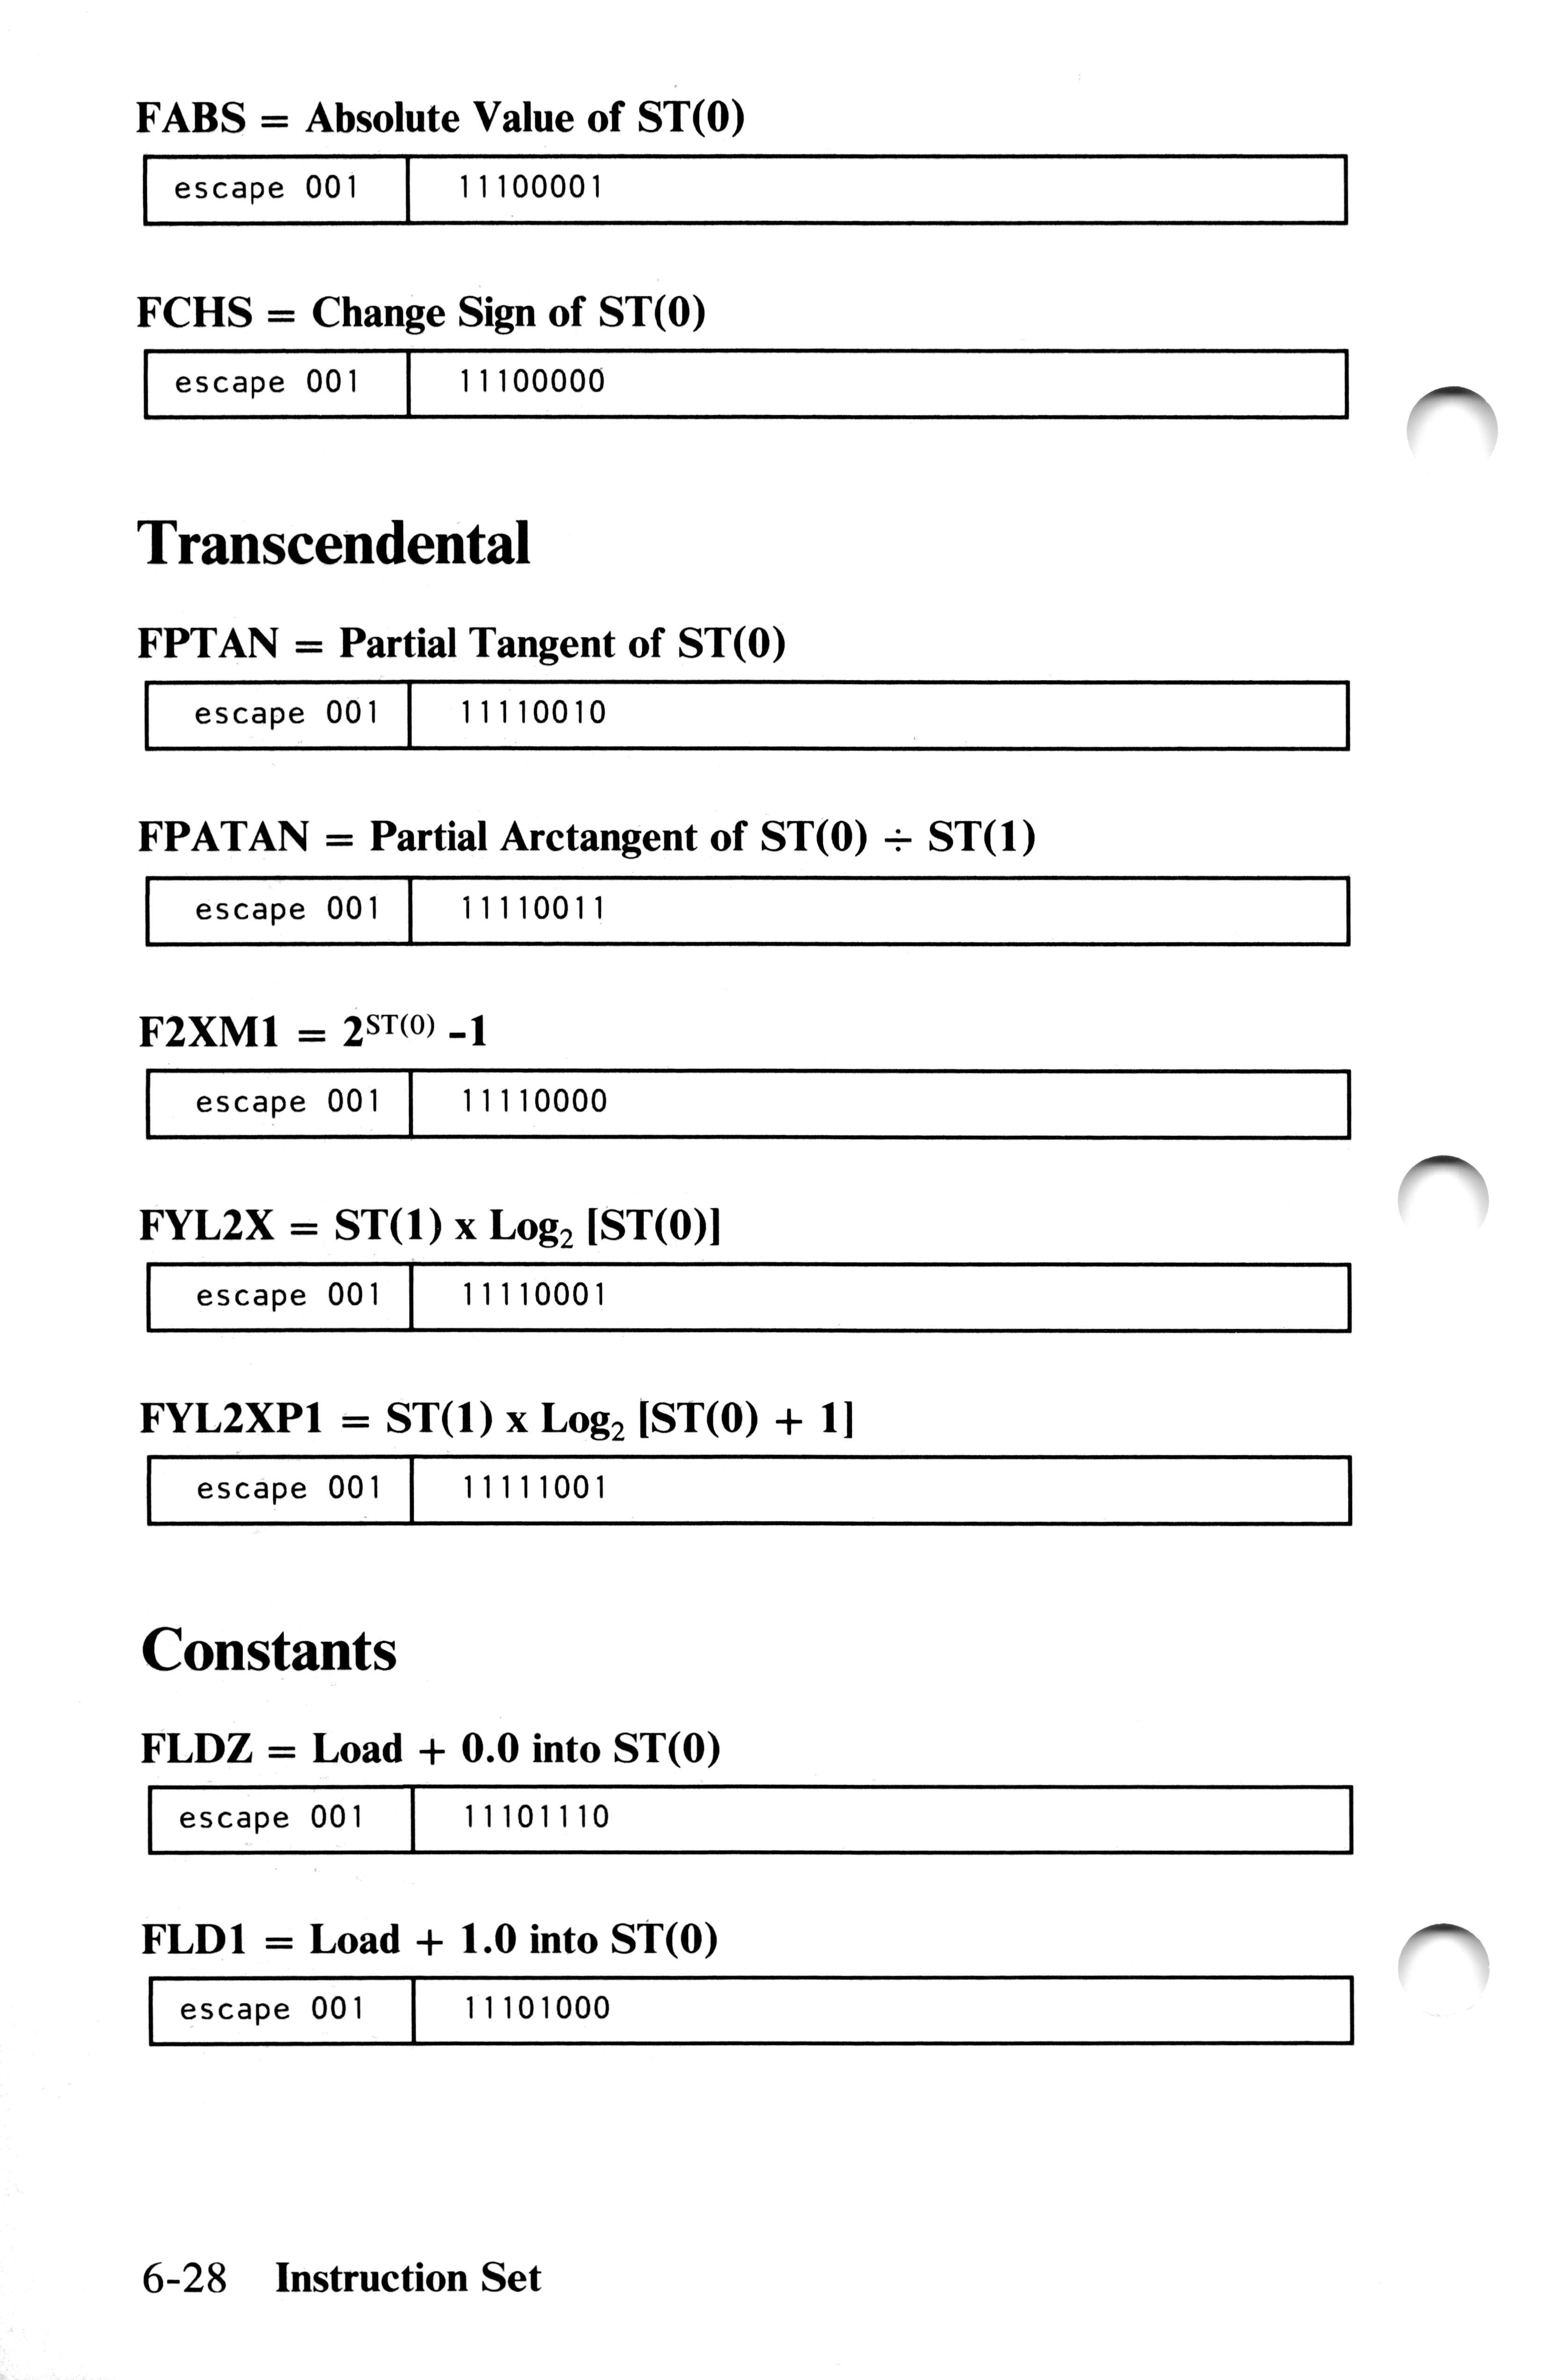 FABS = Absolute Value of ST(0)
escape 001 11100001
FCHS = Change Sign of ST(0)
escape 001 11100000
Transcendental
FPTAN = Partial Tangent of ST(0)
escape 001 11110010
FPATAN = Partial Arctangent of ST(0) ÷ ST(1)
escape 001 11110011
F2XM1 = 2^ST(0) -1
escape 001 11110000
FYL2X = ST(1) x Log₂ [ST(0)]
escape 001 11110001
FYL2XP1 = ST(1) x Log₂ [ST(0) + 1]
escape 001 11111001
Constants
FLDZ = Load + 0.0 into ST(0)
escape 001 11101110
FLD1 = Load + 1.0 into ST(0)
escape 001 11101000
6-28 Instruction Set